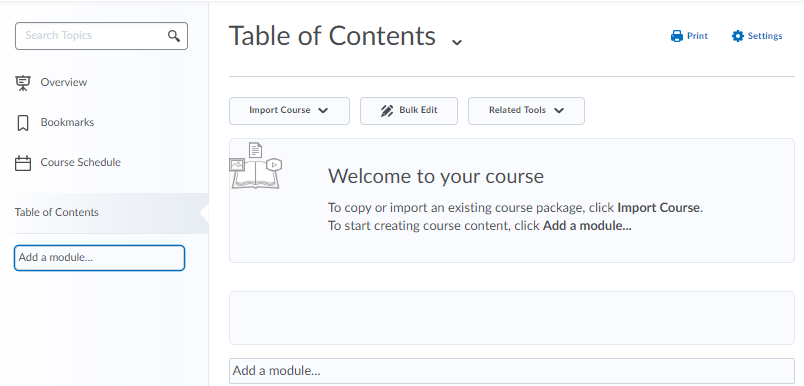 Search Topics
Overview
Bookmarks
Course Schedule
Table of Contents
Add a module...
Table of Contents
Print
Settings
Import Course
Bulk Edit
Related Tools
Welcome to your course
To copy or import an existing course package, click Import Course.
To start creating course content, click Add a module...
Add a module...